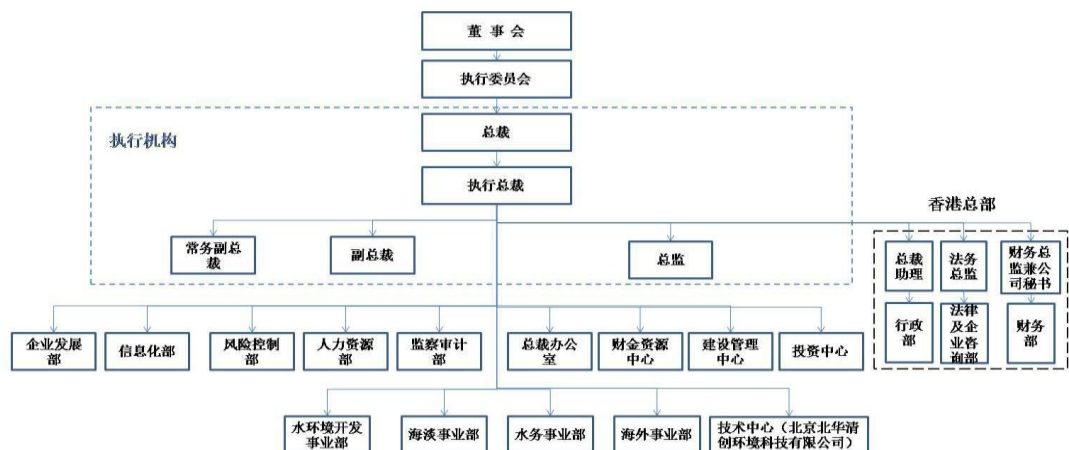 董 事 会
执行委员会
执行机构
总裁
执行总裁
香港总部
常务副总
裁
副总裁
总监
总裁
助理
法务
总监
财务总
监兼公
司秘书
企业发展
部
信息化部
风险控制
部
人力资源
部
监察审计
部
总裁办公
室
财金资源
中心
建设管理
中心
投资中心
行政
部
法律
及企
业咨
询部
财务
部
水环境开发
事业部
海淡事业部
水务事业部
海外事业部
技术中心（北京北华清
创环境科技有限公司）